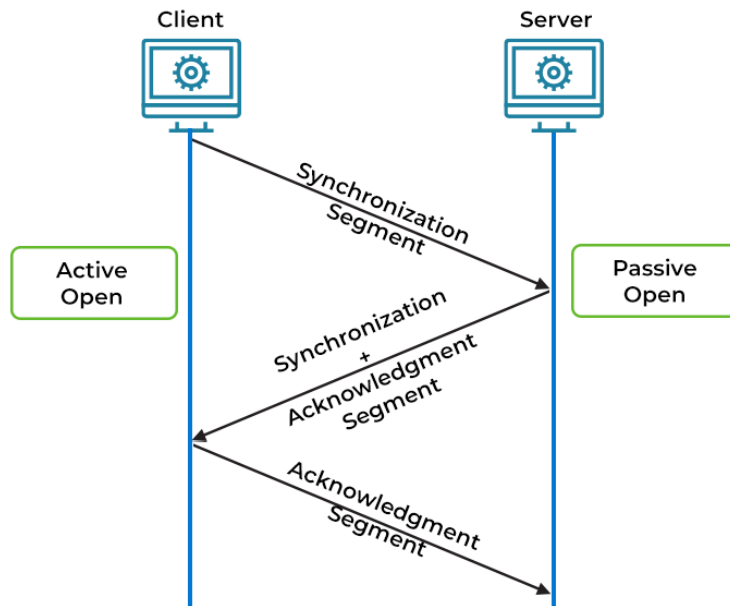 Client
Server
Synchronization
Segment
Active
Open
Passive
Open
Synchronization
+
Acknowledgment
Segment
Acknowledgment
Segment